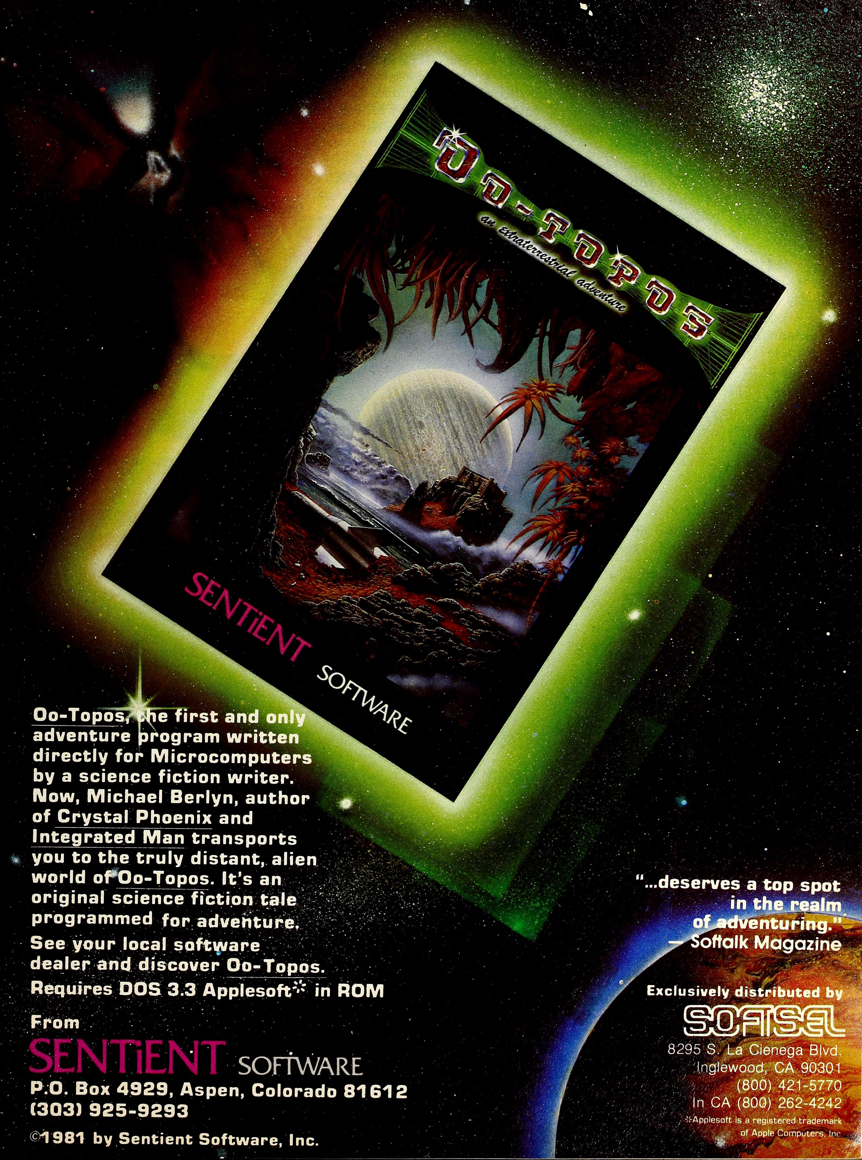 Oo-TOPOS
an extraterrestrial adventure
SENTiENT SOFTWARE
Oo-Topos, the first and only
adventure program written
directly for Microcomputers
by a science fiction writer.
Now, Michael Berlyn, author
of Crystal Phoenix and
Integrated Man transports
you to the truly distant, alien
world of Oo-Topos. It's an
original science fiction tale
programmed for adventure.
See your local software
dealer and discover Oo-Topos.
Requires DOS 3.3 Applesoft※ in ROM
From
SENTiENT SOFTWARE
P.O. Box 4929, Aspen, Colorado 81612
(303) 925-9293
©1981 by Sentient Software, Inc.
"...deserves a top spot
in the realm
of adventuring."
— Softalk Magazine
Exclusively distributed by
SOFTSEL
8295 S. La Cienega Blvd.
Inglewood, CA 90301
(800) 421-5770
In CA (800) 262-4242
※Applesoft is a registered trademark
of Apple Computers, Inc.